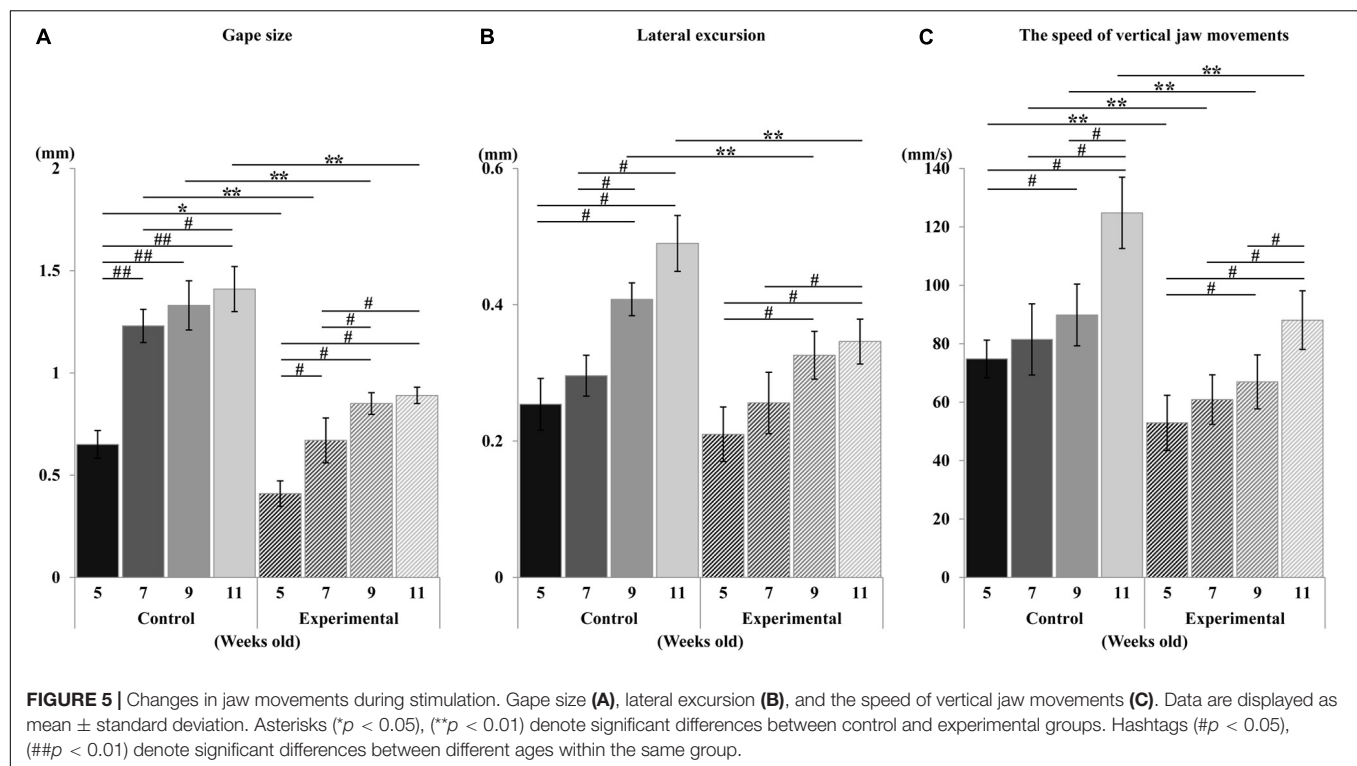 A
Gape size
(mm)
2
1.5
1
0.5
0
**
**
**
*
#
##
##
##
#
#
#
#
#
5 7 9 11 5 7 9 11
Control Experimental
(Weeks old)
B
Lateral excursion
(mm)
0.6
0.4
0.2
0
**
**
#
#
#
#
#
#
#
5 7 9 11 5 7 9 11
Control Experimental
(Weeks old)
C
The speed of vertical jaw movements
(mm/s)
140
120
100
80
60
40
20
0
**
**
**
**
#
#
#
#
#
#
#
#
5 7 9 11 5 7 9 11
Control Experimental
(Weeks old)
FIGURE 5 | Changes in jaw movements during stimulation. Gape size (A), lateral excursion (B), and the speed of vertical jaw movements (C). Data are displayed as
mean ± standard deviation. Asterisks (*p < 0.05), (**p < 0.01) denote significant differences between control and experimental groups. Hashtags (#p < 0.05),
(##p < 0.01) denote significant differences between different ages within the same group.